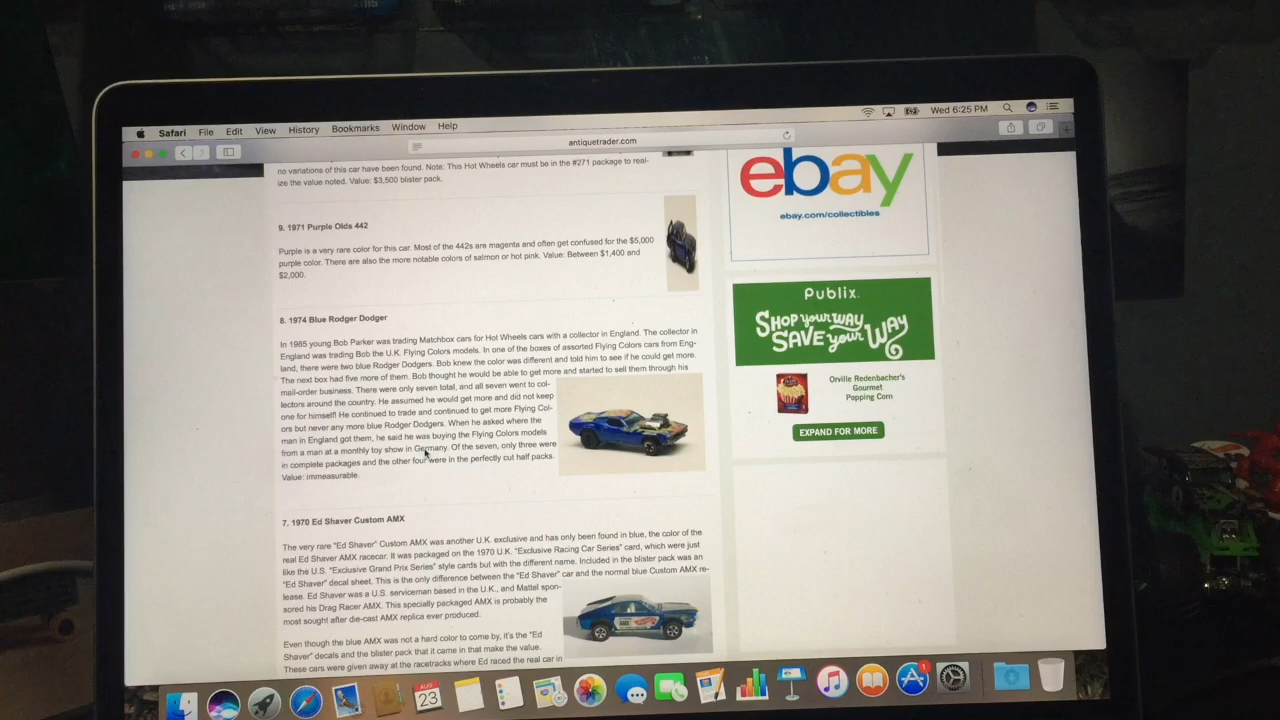 Safari File Edit View History Bookmarks Window Help Wed 6:25 PM
antiquetrader.com
no variations of this car have been found. Note: This Hot Wheels car must be in the #271 package to real-
ize the value noted. Value: $3,500 blister pack.
9. 1971 Purple Olds 442
Purple is a very rare color for this car. Most of the 442s are magenta and often get confused for the $5,000
purple color. There are also the more notable colors of salmon or hot pink. Value: Between $1,400 and
$2,000.
8. 1974 Blue Rodger Dodger
In 1985 young Bob Parker was trading Matchbox cars for Hot Wheels cars with a collector in England. The collector in
England was trading Bob the U.K. Flying Colors models. In one of the boxes of assorted Flying Colors cars from Eng-
land, there were two blue Rodger Dodgers. Bob knew the color was different and told him to see if he could get more.
The next box had five more of them. Bob thought he would be able to get more and started to sell them through his
mail-order business. There were only seven total, and all seven went to col-
lectors around the country. He assumed he would get more and did not keep
one for himself! He continued to trade and continued to get more Flying Col-
ors but never any more blue Rodger Dodgers. When he asked where the
man in England got them, he said he was buying the Flying Colors models
from a man at a monthly toy show in Germany. Of the seven, only three were
in complete packages and the other four were in the perfectly cut half packs.
Value: immeasurable.
7. 1970 Ed Shaver Custom AMX
The very rare "Ed Shaver" Custom AMX was another U.K. exclusive and has only been found in blue, the color of the
real Ed Shaver AMX racecar. It was packaged on the 1970 U.K. "Exclusive Racing Car Series" card, which were just
like the U.S. "Exclusive Grand Prix Series" style cards but with the different name. Included in the blister pack was an
"Ed Shaver" decal sheet. This is the only difference between the "Ed Shaver" car and the normal blue Custom AMX re-
lease. Ed Shaver was a U.S. serviceman based in the U.K., and Mattel spon-
sored his Drag Racer AMX. This specially packaged AMX is probably the
most sought after die-cast AMX replica ever produced.
Even though the blue AMX was not a hard color to come by, it's the "Ed
Shaver" decals and the blister pack that it came in that make the value.
These cars were given away at the racetracks where Ed raced the real car in
ebay
ebay.com/collectibles
Publix.
SHOP your WAY
SAVE your WAY
Orville Redenbacher's
Gourmet
Popping Corn
EXPAND FOR MORE
AUG
23
1